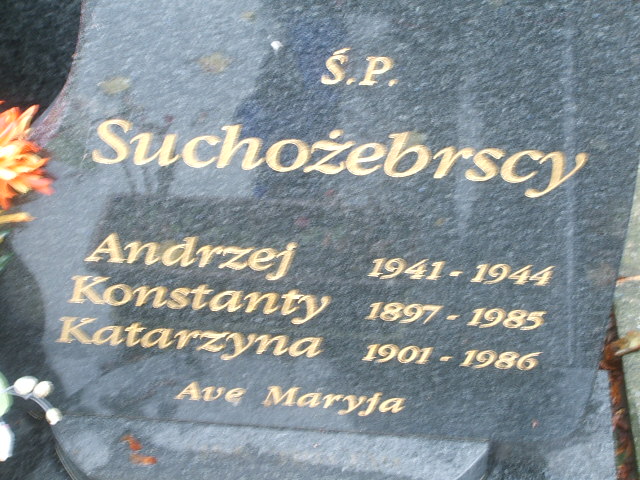 Ś.P.
Suchożebrscy
Andrzej 1941 - 1944
Konstanty 1897 - 1985
Katarzyna 1901 - 1986
Ave Maryja